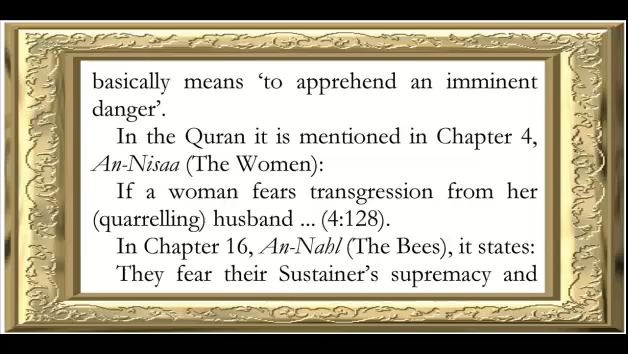 basically means ‘to apprehend an imminent
danger’.
In the Quran it is mentioned in Chapter 4,
An-Nisaa (The Women):
If a woman fears transgression from her
(quarrelling) husband ... (4:128).
In Chapter 16, An-Nahl (The Bees), it states:
They fear their Sustainer’s supremacy and